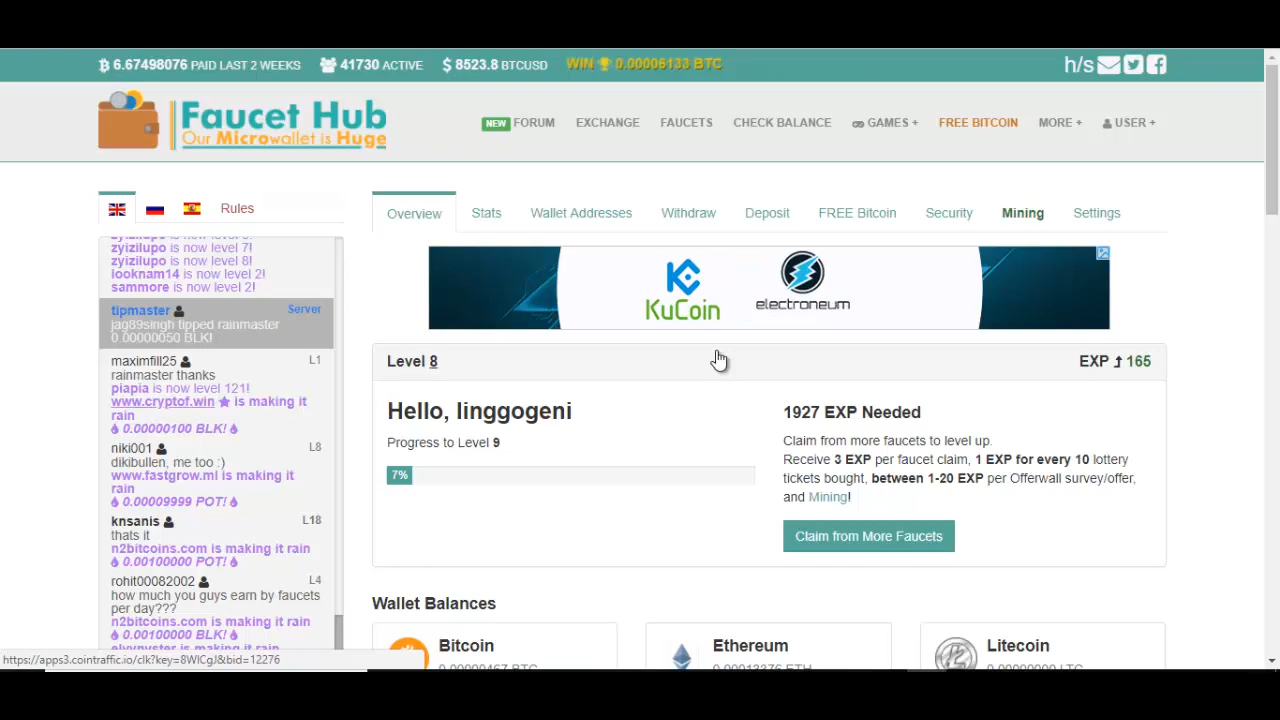 6.67498076 PAID LAST 2 WEEKS 41730 ACTIVE $ 8523.8 BTCUSD WIN 0.00006133 BTC h/s
Faucet Hub
Our Microwallet is Huge
NEW FORUM EXCHANGE FAUCETS CHECK BALANCE GAMES + FREE BITCOIN MORE + USER +
Rules
Overview Stats Wallet Addresses Withdraw Deposit FREE Bitcoin Security Mining Settings
zyizilupo is now level 7!
zyizilupo is now level 8!
looknam14 is now level 2!
sammore is now level 2!
tipmaster Server
jag89singh tipped rainmaster
0.00000050 BLK!
maximfill25 L1
rainmaster thanks
piapia is now level 121!
www.cryptof.win is making it
rain
0.00000100 BLK!
niki001 L8
dikibullen, me too :)
www.fastgrow.ml is making it
rain
0.00009999 POT!
knsanis L18
thats it
n2bitcoins.com is making it rain
0.00100000 POT!
rohit00082002 L4
how much you guys earn by faucets
per day???
n2bitcoins.com is making it rain
0.00100000 BLK!
KuCoin
electroneum
Level 8 EXP 165
Hello, linggogeni
Progress to Level 9
7%
1927 EXP Needed
Claim from more faucets to level up.
Receive 3 EXP per faucet claim, 1 EXP for every 10 lottery
tickets bought, between 1-20 EXP per Offerwall survey/offer,
and Mining!
Claim from More Faucets
Wallet Balances
Bitcoin
Ethereum
Litecoin
https://apps3.cointraffic.io/clk?key=8WICgJ&bid=12276